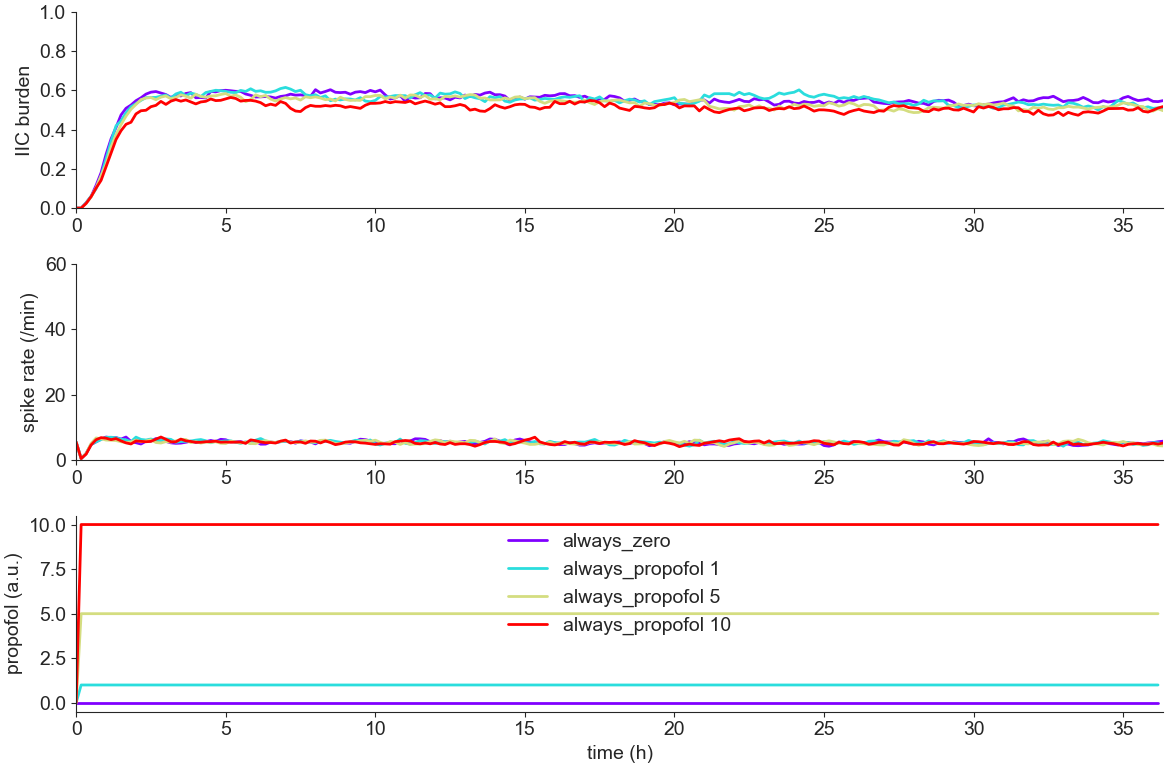 IIC burden
1.0
0.8
0.6
0.4
0.2
0.0
0 5 10 15 20 25 30 35
spike rate (/min)
60
40
20
0
0 5 10 15 20 25 30 35
propofol (a.u.)
10.0
7.5
5.0
2.5
0.0
always_zero
always_propofol 1
always_propofol 5
always_propofol 10
0 5 10 15 20 25 30 35
time (h)